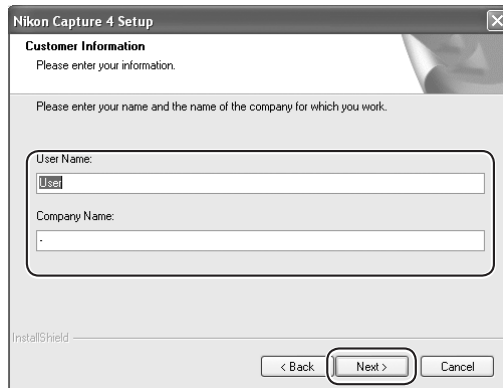 Nikon Capture 4 Setup
Customer Information
Please enter your information.
Please enter your name and the name of the company for which you work.
User Name:
User
Company Name:
.
InstallShield
< Back
Next >
Cancel